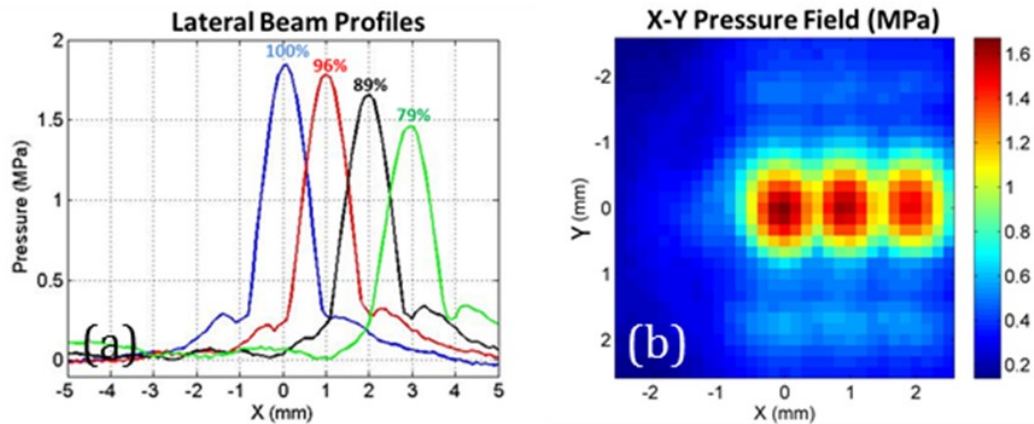 Lateral Beam Profiles
2
1.5
1
0.5
0
Pressure (MPa)
100%
96%
89%
79%
(a)
-5 -4 -3 -2 -1 0 1 2 3 4 5
X (mm)
X-Y Pressure Field (MPa)
-2
-1
0
1
2
Y (mm)
(b)
-2 -1 0 1 2
X (mm)
1.6
1.4
1.2
1
0.8
0.6
0.4
0.2